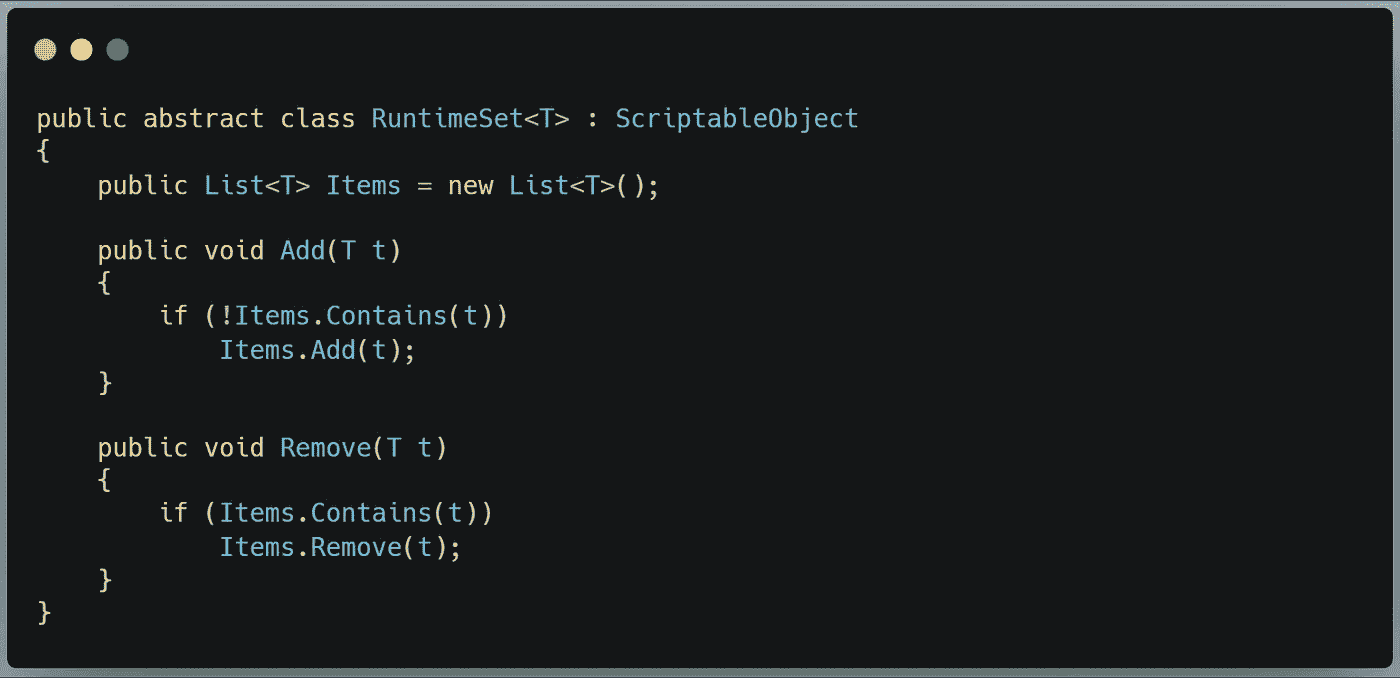 public abstract class RuntimeSet<T> : ScriptableObject
{
    public List<T> Items = new List<T>();
    public void Add(T t)
    {
        if (!Items.Contains(t))
            Items.Add(t);
    }
    public void Remove(T t)
    {
        if (Items.Contains(t))
            Items.Remove(t);
    }
}